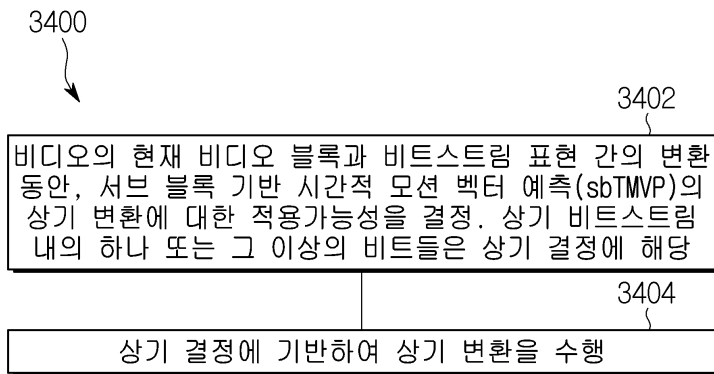 3400
3402
비디오의 현재 비디오 블록과 비트스트림 표현 간의 변환
동안, 서브 블록 기반 시간적 모션 벡터 예측(sbTMVP)의
상기 변환에 대한 적용가능성을 결정. 상기 비트스트림
내의 하나 또는 그 이상의 비트들은 상기 결정에 해당
3404
상기 결정에 기반하여 상기 변환을 수행